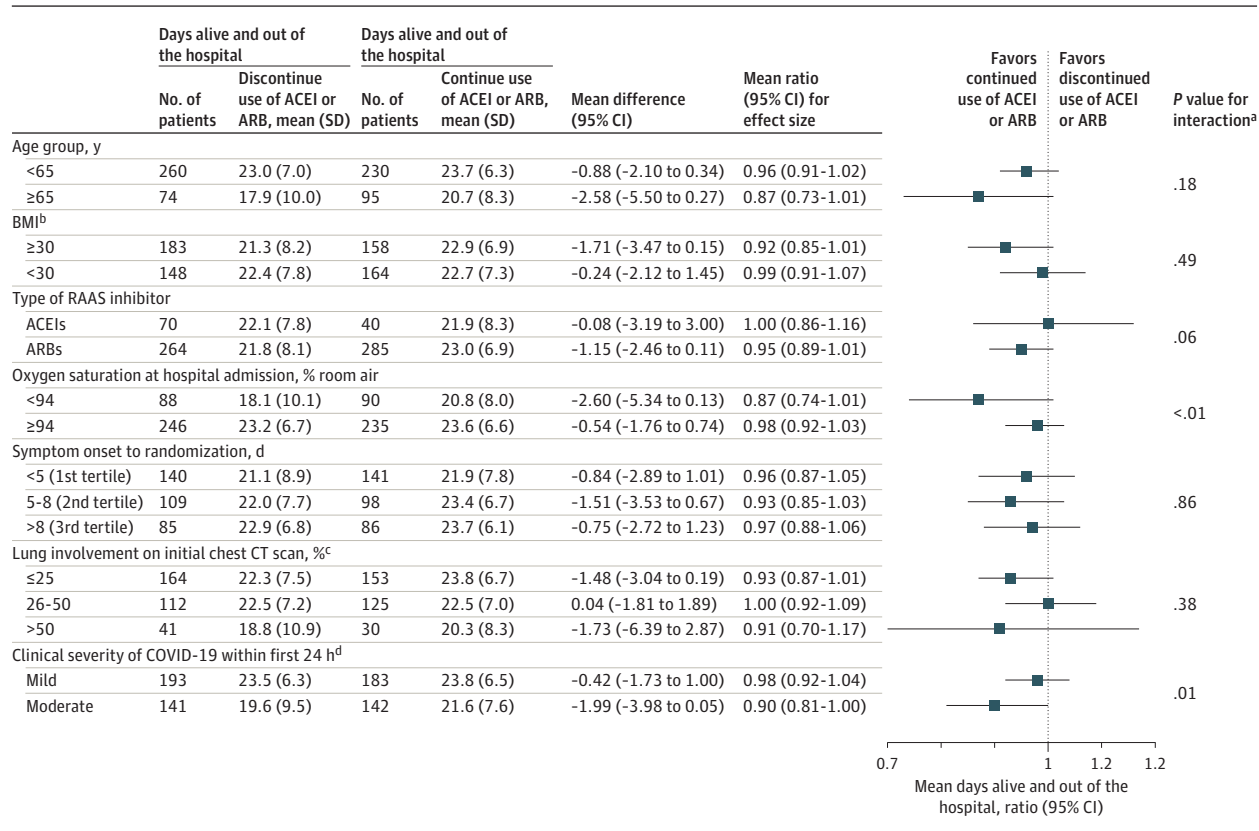 Days alive and out of the hospital
Days alive and out of the hospital
No. of patients
Discontinue use of ACEI or ARB, mean (SD)
No. of patients
Continue use of ACEI or ARB, mean (SD)
Mean difference (95% CI)
Mean ratio (95% CI) for effect size
Favors continued use of ACEI or ARB
Favors discontinued use of ACEI or ARB
P value for interactionᵃ
Age group, y
<65 260 23.0 (7.0) 230 23.7 (6.3) -0.88 (-2.10 to 0.34) 0.96 (0.91-1.02)
.18
≥65 74 17.9 (10.0) 95 20.7 (8.3) -2.58 (-5.50 to 0.27) 0.87 (0.73-1.01)
BMIᵇ
≥30 183 21.3 (8.2) 158 22.9 (6.9) -1.71 (-3.47 to 0.15) 0.92 (0.85-1.01)
.49
<30 148 22.4 (7.8) 164 22.7 (7.3) -0.24 (-2.12 to 1.45) 0.99 (0.91-1.07)
Type of RAAS inhibitor
ACEIs 70 22.1 (7.8) 40 21.9 (8.3) -0.08 (-3.19 to 3.00) 1.00 (0.86-1.16)
.06
ARBs 264 21.8 (8.1) 285 23.0 (6.9) -1.15 (-2.46 to 0.11) 0.95 (0.89-1.01)
Oxygen saturation at hospital admission, % room air
<94 88 18.1 (10.1) 90 20.8 (8.0) -2.60 (-5.34 to 0.13) 0.87 (0.74-1.01)
<.01
≥94 246 23.2 (6.7) 235 23.6 (6.6) -0.54 (-1.76 to 0.74) 0.98 (0.92-1.03)
Symptom onset to randomization, d
<5 (1st tertile) 140 21.1 (8.9) 141 21.9 (7.8) -0.84 (-2.89 to 1.01) 0.96 (0.87-1.05)
5-8 (2nd tertile) 109 22.0 (7.7) 98 23.4 (6.7) -1.51 (-3.53 to 0.67) 0.93 (0.85-1.03) .86
>8 (3rd tertile) 85 22.9 (6.8) 86 23.7 (6.1) -0.75 (-2.72 to 1.23) 0.97 (0.88-1.06)
Lung involvement on initial chest CT scan, %ᶜ
≤25 164 22.3 (7.5) 153 23.8 (6.7) -1.48 (-3.04 to 0.19) 0.93 (0.87-1.01)
26-50 112 22.5 (7.2) 125 22.5 (7.0) 0.04 (-1.81 to 1.89) 1.00 (0.92-1.09) .38
>50 41 18.8 (10.9) 30 20.3 (8.3) -1.73 (-6.39 to 2.87) 0.91 (0.70-1.17)
Clinical severity of COVID-19 within first 24 hᵈ
Mild 193 23.5 (6.3) 183 23.8 (6.5) -0.42 (-1.73 to 1.00) 0.98 (0.92-1.04)
.01
Moderate 141 19.6 (9.5) 142 21.6 (7.6) -1.99 (-3.98 to 0.05) 0.90 (0.81-1.00)
0.7 1 1.2 1.2
Mean days alive and out of the
hospital, ratio (95% CI)